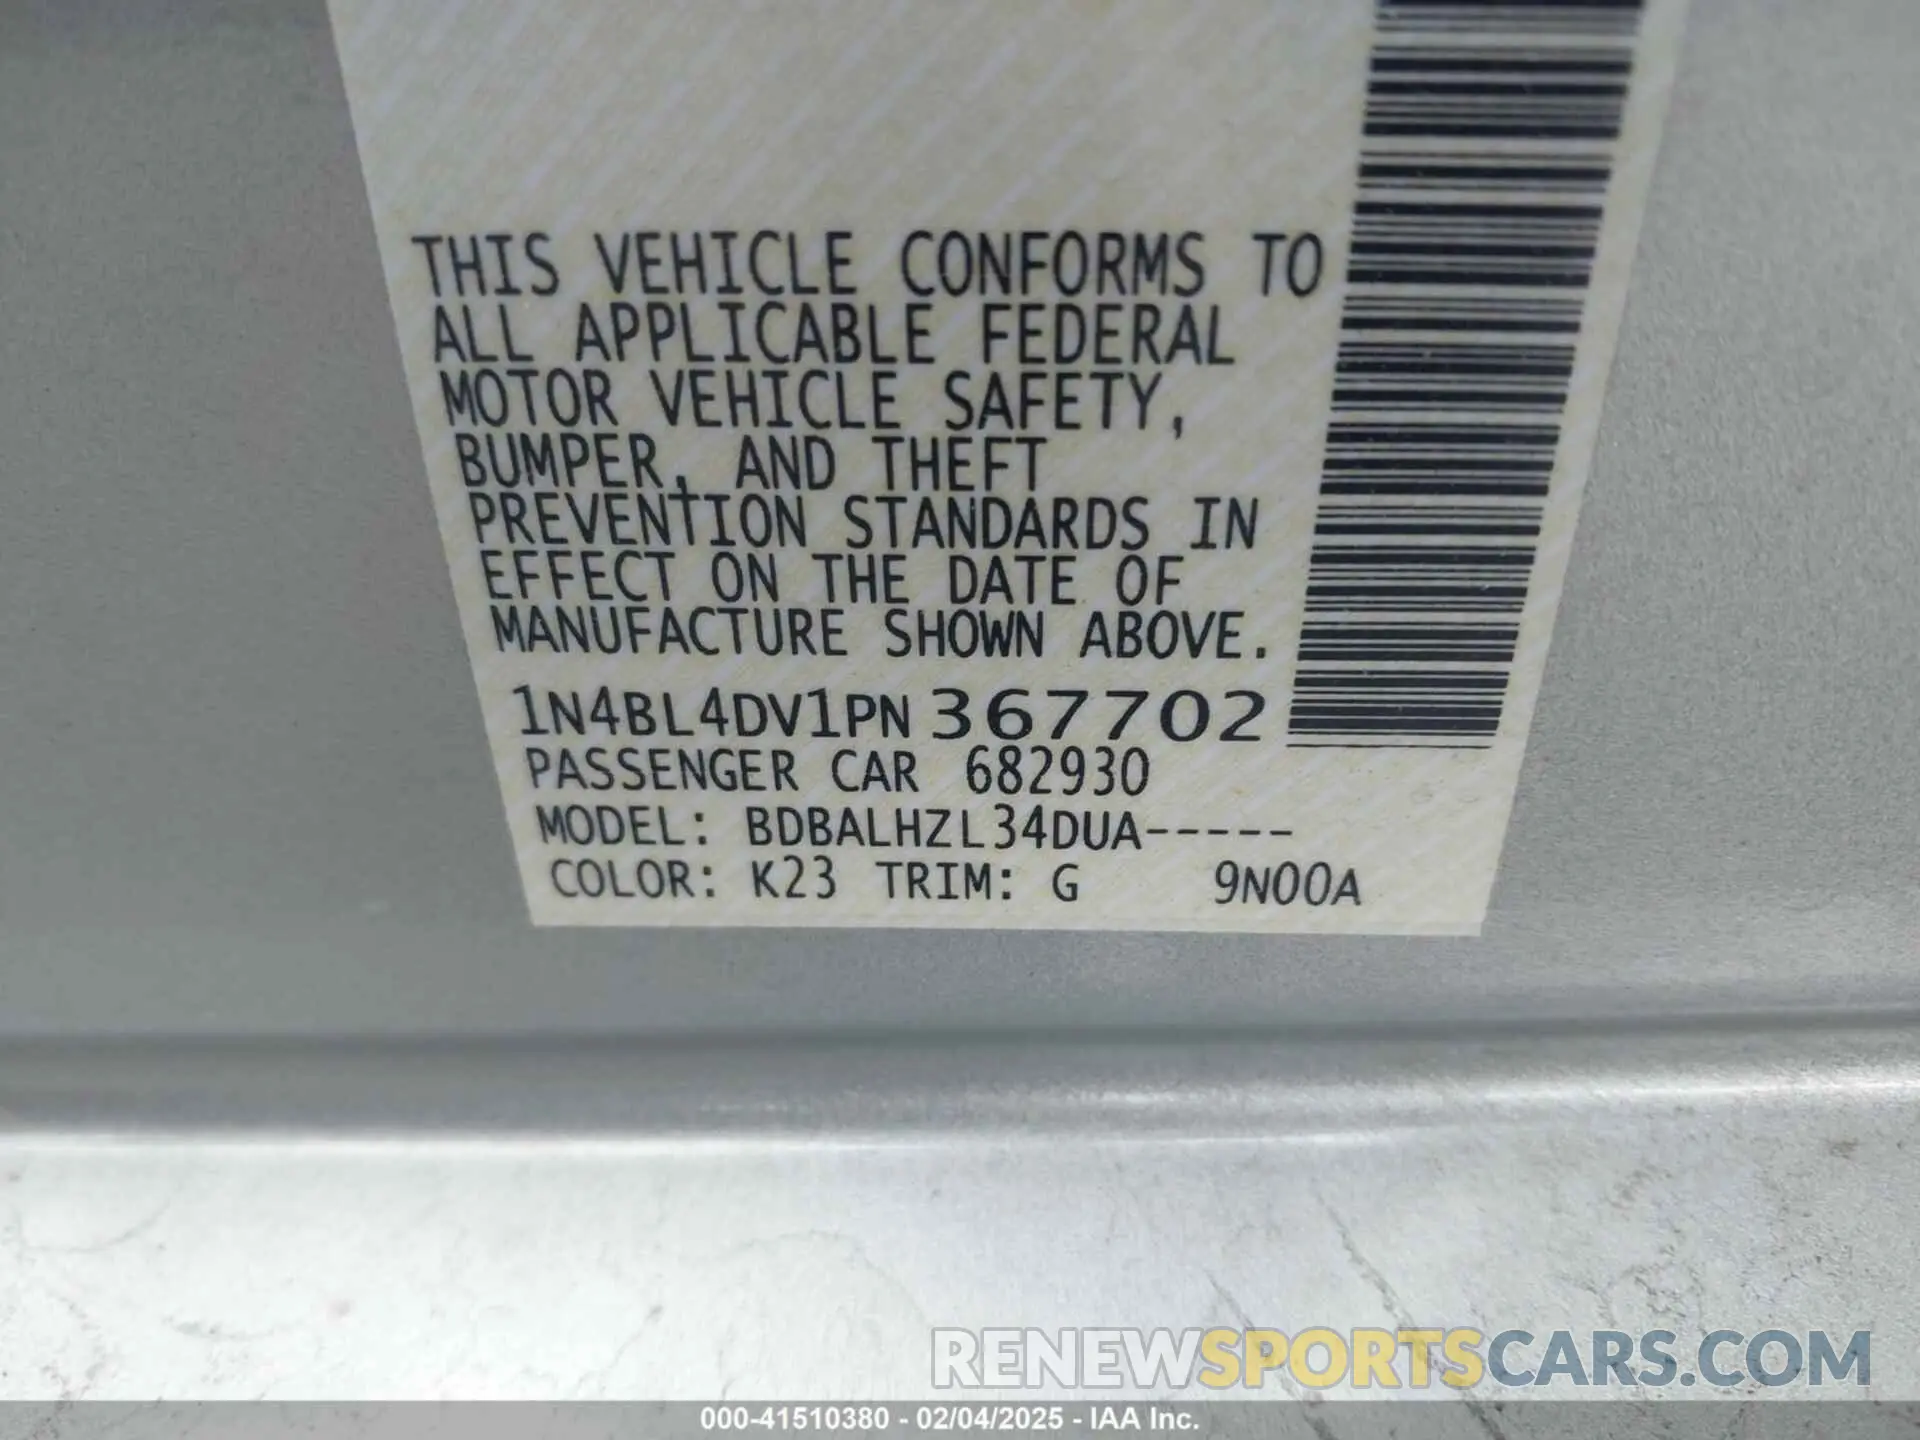 THIS VEHICLE CONFORMS TO
ALL APPLICABLE FEDERAL
MOTOR VEHICLE SAFETY,
BUMPER, AND THEFT
PREVENTION STANDARDS IN
EFFECT ON THE DATE OF
MANUFACTURE SHOWN ABOVE.
1N4BL4DV1PN367702
PASSENGER CAR 682930
MODEL: BDBALHZL34DUA-----
COLOR: K23 TRIM: G 9N00A
RENEWSPORTSCARS.COM
000-41510380 - 02/04/2025 - IAA Inc.